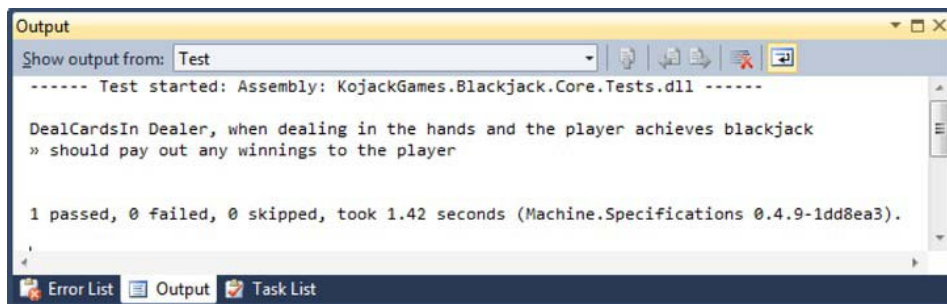 Output
Show output from: Test
------ Test started: Assembly: KojackGames.Blackjack.Core.Tests.dll ------
DealCardsIn Dealer, when dealing in the hands and the player achieves blackjack
» should pay out any winnings to the player
1 passed, 0 failed, 0 skipped, took 1.42 seconds (Machine.Specifications 0.4.9-1dd8ea3).
Error List Output Task List